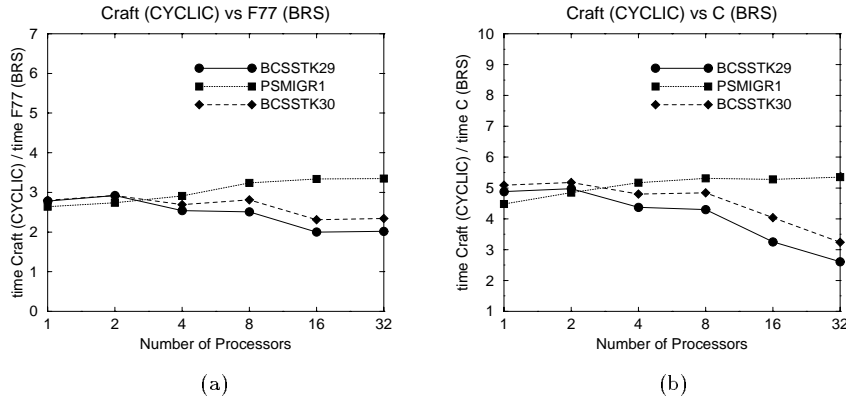 Craft (CYCLIC) vs F77 (BRS)
time Craft (CYCLIC) / time F77 (BRS)
7
6
5
4
3
2
1
0
BCSSTK29
PSMIGR1
BCSSTK30
1 2 4 8 16 32
Number of Processors
(a)
Craft (CYCLIC) vs C (BRS)
time Craft (CYCLIC) / time C (BRS)
10
9
8
7
6
5
4
3
2
1
0
BCSSTK29
PSMIGR1
BCSSTK30
1 2 4 8 16 32
Number of Processors
(b)